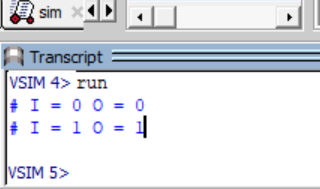 sim
Transcript
VSIM 4> run
# I = 0 O = 0
# I = 1 O = 1
VSIM 5>